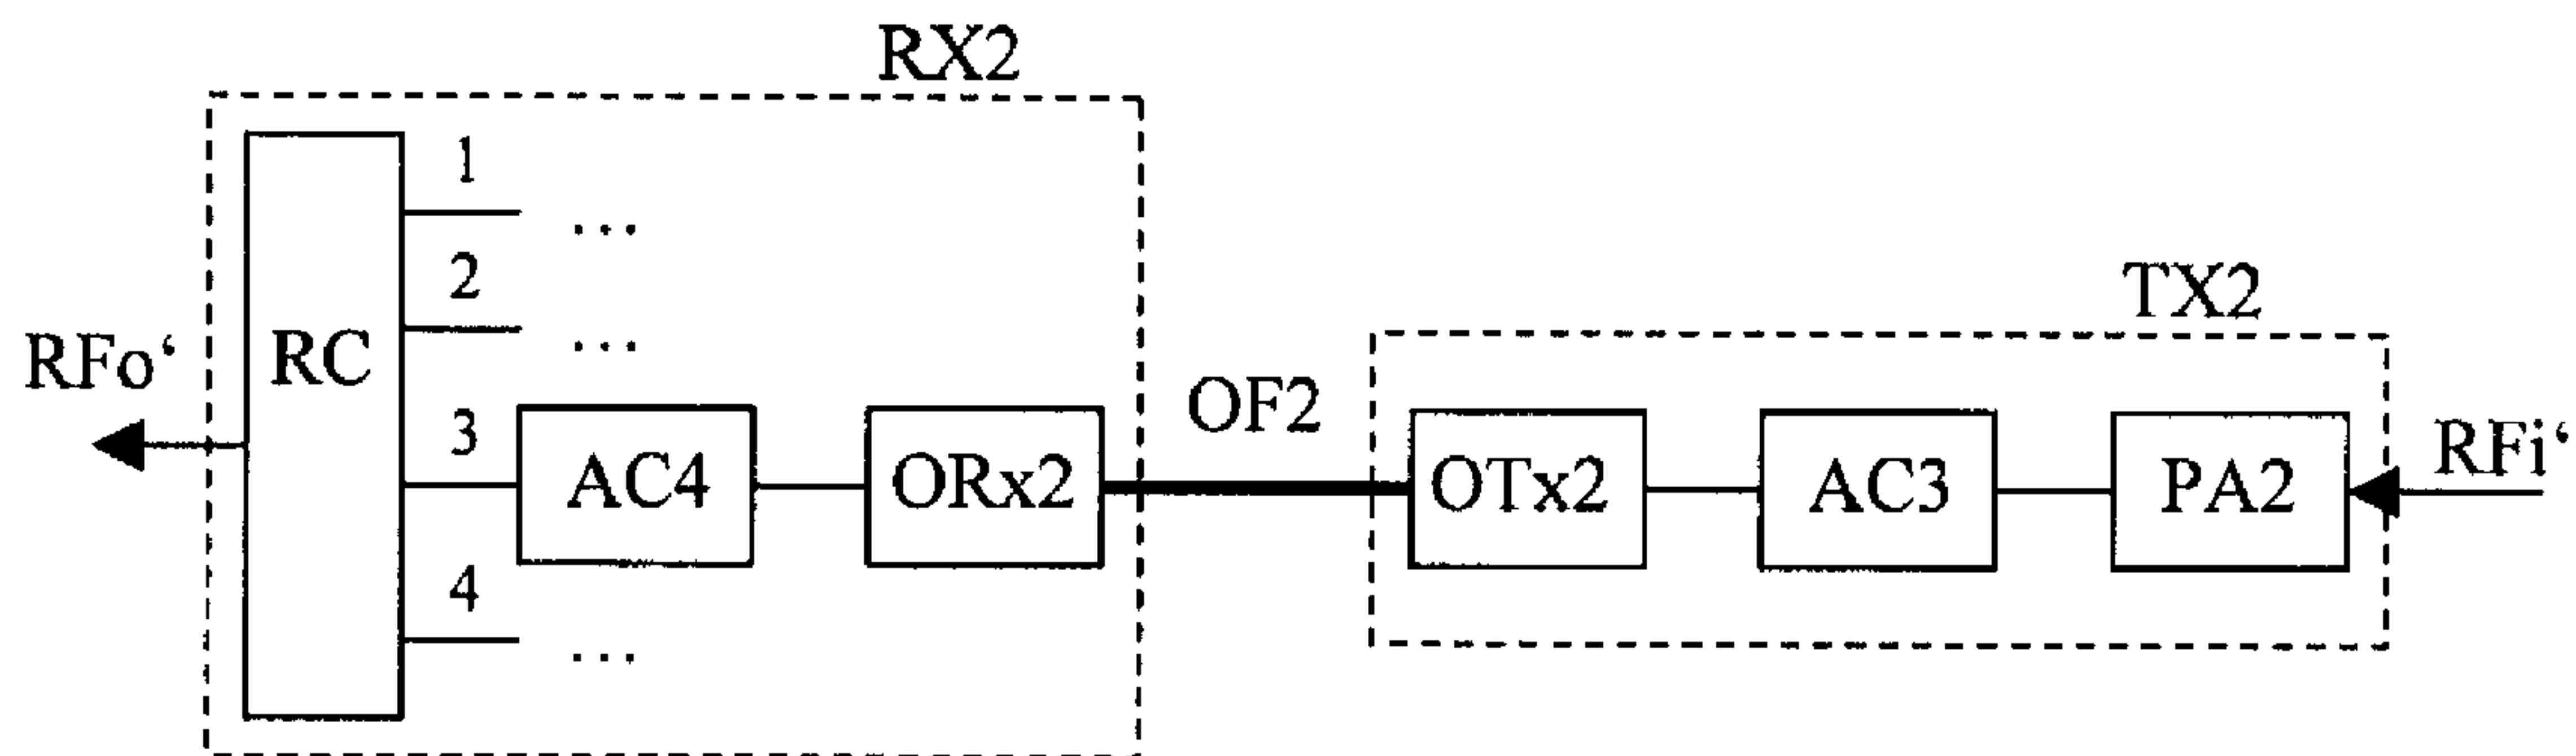 RX2
1
...
2
...
RFo‘
RC
3
AC4
ORx2
4
...
OF2
TX2
OTx2
AC3
PA2
RFi‘